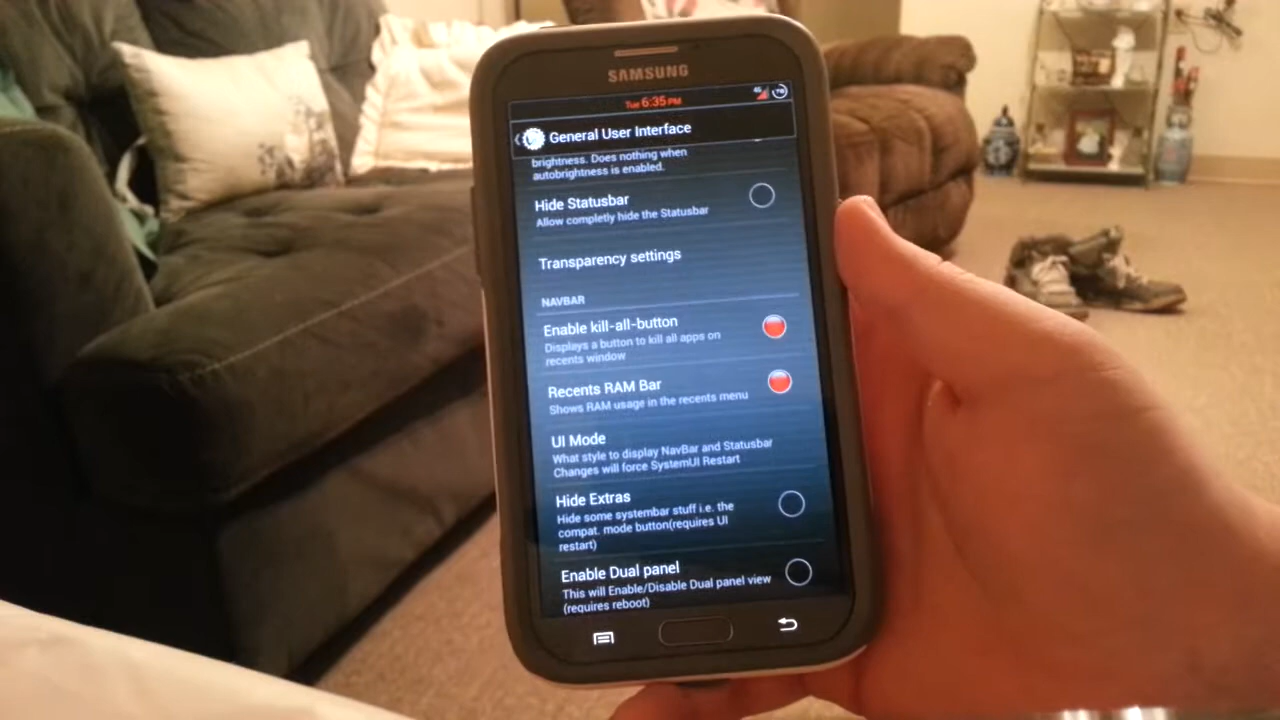 SAMSUNG
Tue 6:35 PM
4G
General User Interface
brightness. Does nothing when
autobrightness is enabled.
Hide Statusbar
Allow completly hide the Statusbar
Transparency settings
NAVBAR
Enable kill-all-button
Displays a button to kill all apps on
recents window
Recents RAM Bar
Shows RAM usage in the recents menu
UI Mode
What style to display NavBar and Statusbar
Changes will force SystemUI Restart
Hide Extras
Hide some systembar stuff i.e. the
compat. mode button(requires UI
restart)
Enable Dual panel
This will Enable/Disable Dual panel view
(requires reboot)